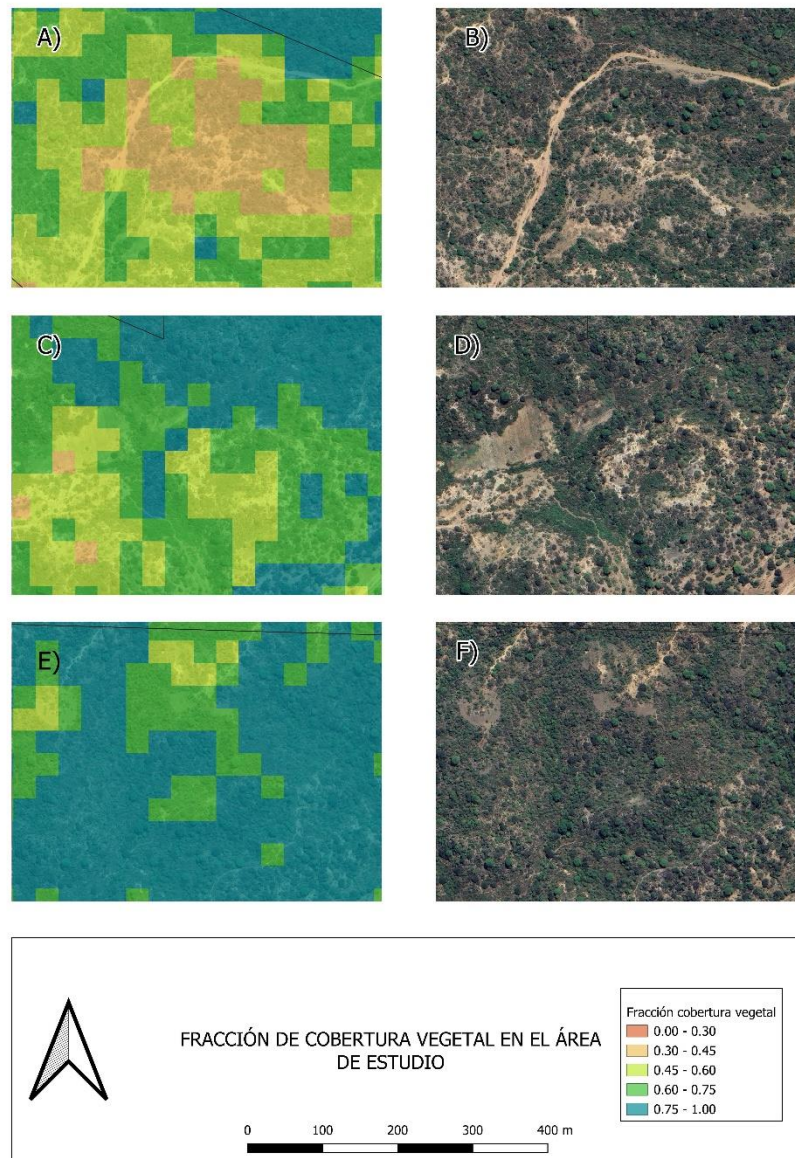 A)
B)
C)
D)
E)
F)
FRACCIÓN DE COBERTURA VEGETAL EN EL ÁREA
DE ESTUDIO
Fracción cobertura vegetal
0.00 - 0.30
0.30 - 0.45
0.45 - 0.60
0.60 - 0.75
0.75 - 1.00
0 100 200 300 400 m